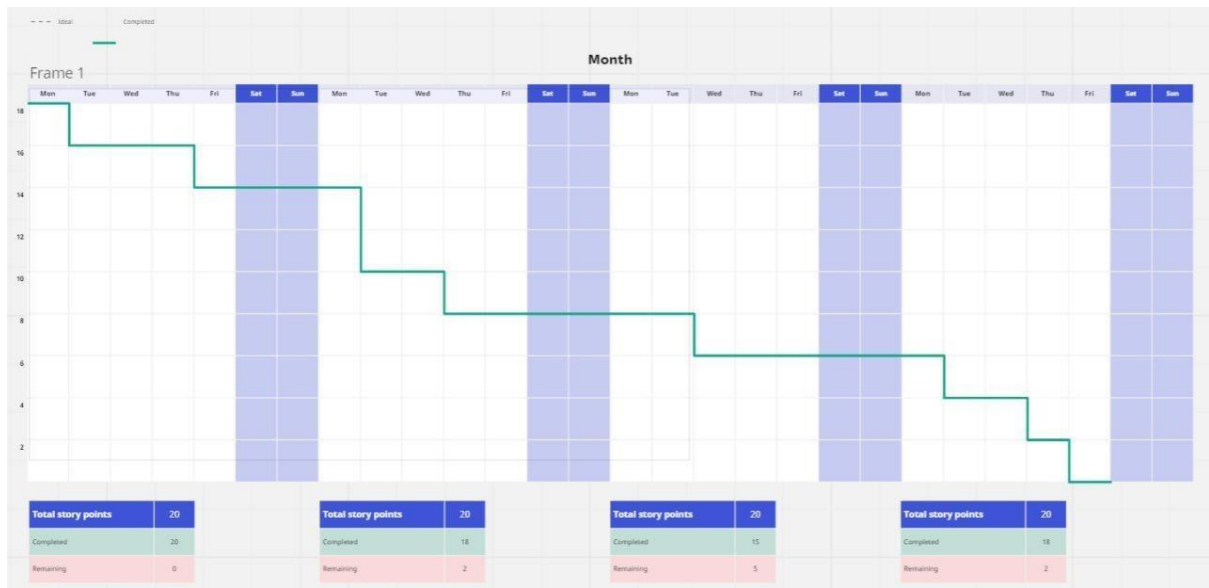 Ideal Completed
Month
Frame 1
Mon Tue Wed Thu Fri Sat Sun Mon Tue Wed Thu Fri Sat Sun Mon Tue Wed Thu Fri Sat Sun Mon Tue Wed Thu Fri Sat Sun
18
16
14
12
10
8
6
4
2
Total story points 20 Total story points 20 Total story points 20 Total story points 20
Completed 20 Completed 18 Completed 15 Completed 18
Remaining 0 Remaining 2 Remaining 5 Remaining 2